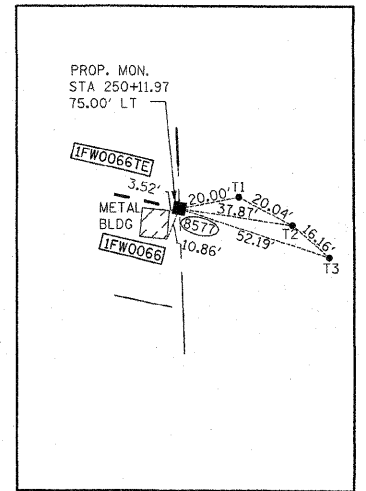 PROP. MON.
STA 250+11.97
75.00' LT
1FW0066TE
3.52'
METAL
BLDG
1FW0066
8577
10.86'
20.00'
T1
20.04'
37.87'
T2
16.16'
52.19'
T3